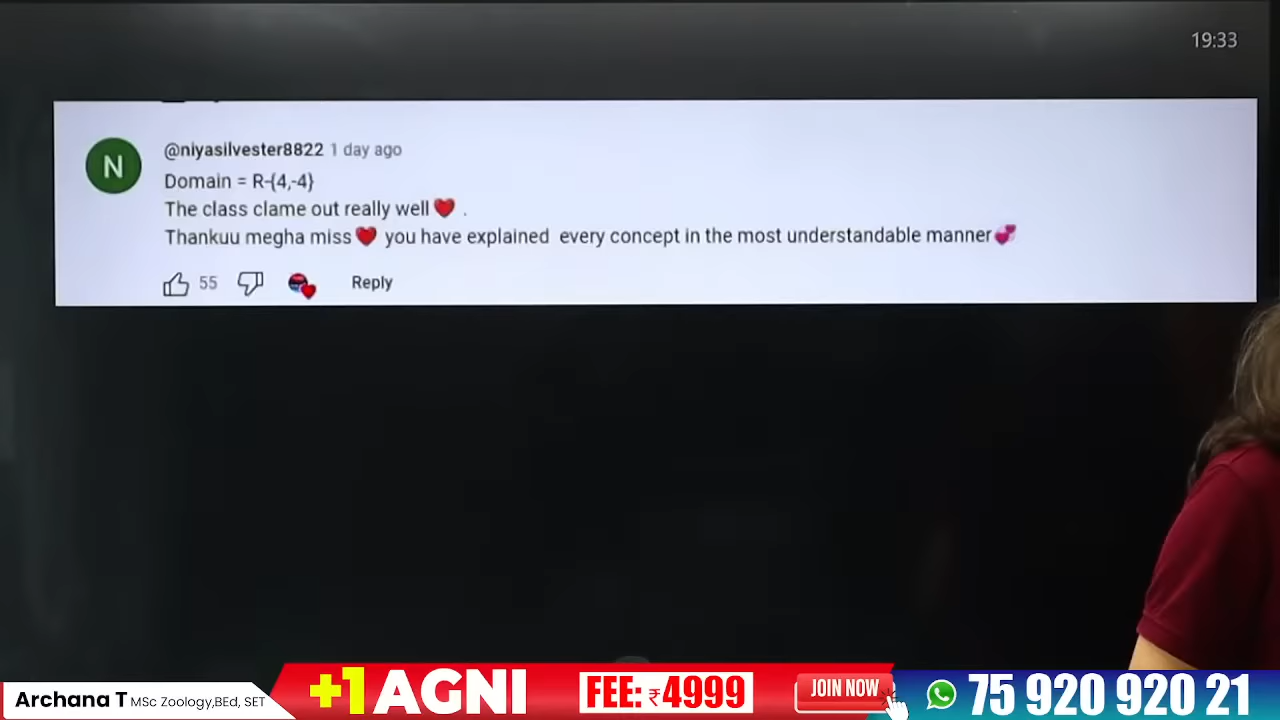 19:33
N
@niyasilvester8822 1 day ago
Domain = R-{4,-4}
The class clame out really well❤️ .
Thankuu megha miss❤️ you have explained every concept in the most understandable manner💞
55 Reply
Archana T MSc Zoology,BEd, SET
+1 AGNI
FEE: ₹4999
JOIN NOW
75 920 920 21